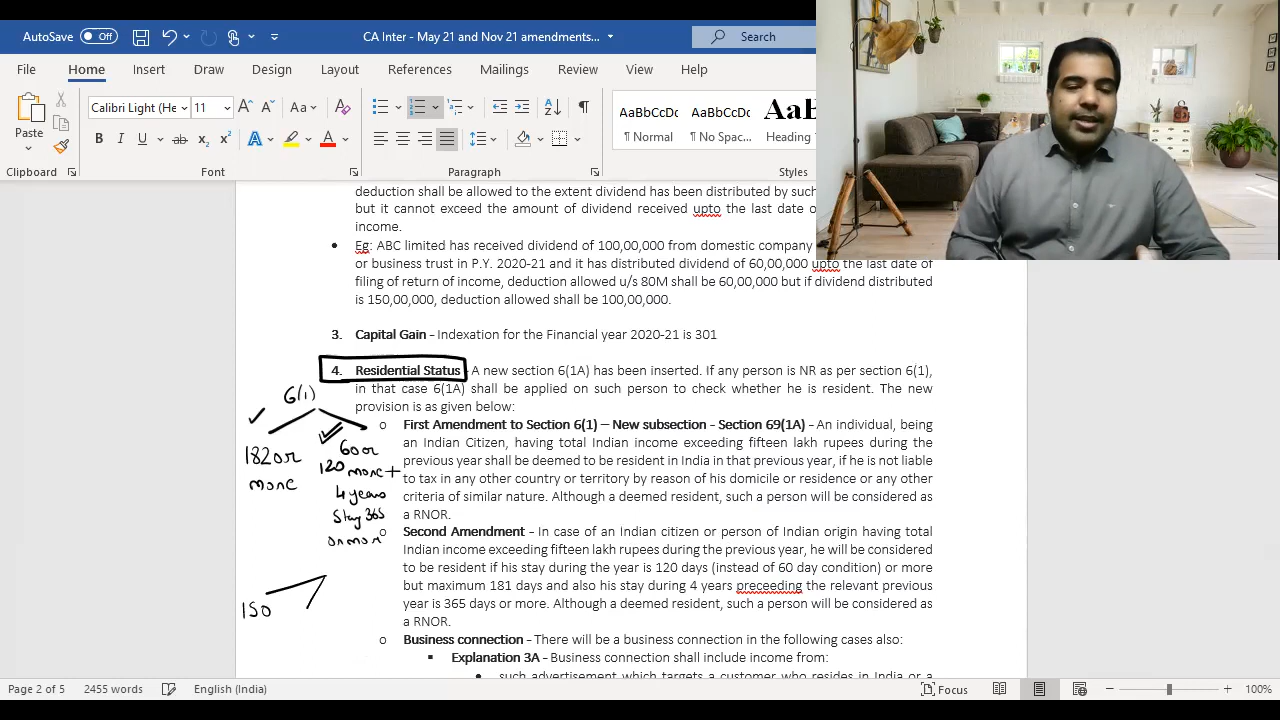 AutoSave Off CA Inter - May 21 and Nov 21 amendments... Search
File Home Insert Draw Design Layout References Mailings Review View Help
Paste
Calibri Light (He 11 A A Aa A
AaBbCcDc AaBbCcDc AaB
B I U ab x₂ x² A A
¶ Normal ¶ No Spac... Heading
Clipboard Font Paragraph Styles
deduction shall be allowed to the extent dividend has been distributed by such
but it cannot exceed the amount of dividend received upto the last date o
income.
• Eg: ABC limited has received dividend of 100,00,000 from domestic company
or business trust in P.Y. 2020-21 and it has distributed dividend of 60,00,000 upto the last date of
filing of return of income, deduction allowed u/s 80M shall be 60,00,000 but if dividend distributed
is 150,00,000, deduction allowed shall be 100,00,000.
3. Capital Gain - Indexation for the Financial year 2020-21 is 301
4. Residential Status - A new section 6(1A) has been inserted. If any person is NR as per section 6(1),
in that case 6(1A) shall be applied on such person to check whether he is resident. The new
provision is as given below:
o First Amendment to Section 6(1) – New subsection - Section 69(1A) - An individual, being
an Indian Citizen, having total Indian income exceeding fifteen lakh rupees during the
previous year shall be deemed to be resident in India in that previous year, if he is not liable
to tax in any other country or territory by reason of his domicile or residence or any other
criteria of similar nature. Although a deemed resident, such a person will be considered as
a RNOR.
o Second Amendment - In case of an Indian citizen or person of Indian origin having total
Indian income exceeding fifteen lakh rupees during the previous year, he will be considered
to be resident if his stay during the year is 120 days (instead of 60 day condition) or more
but maximum 181 days and also his stay during 4 years preceeding the relevant previous
year is 365 days or more. Although a deemed resident, such a person will be considered as
a RNOR.
o Business connection - There will be a business connection in the following cases also:
▪ Explanation 3A - Business connection shall include income from:
• such advertisement which targets a customer who resides in India or a
6(1)
182 or
more
60 or
120 more +
4 years
Stay 365
or more
150
Page 2 of 5 2455 words English (India) Focus 100%